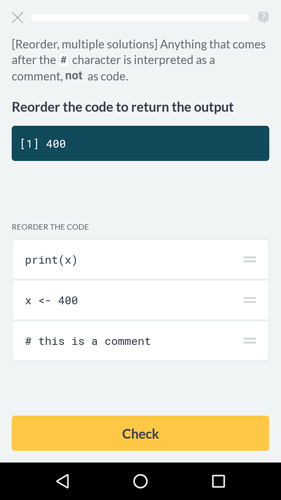 [Reorder, multiple solutions] Anything that comes
after the # character is interpreted as a
comment, not as code.
Reorder the code to return the output
[1] 400
REORDER THE CODE
print(x)
x <- 400
# this is a comment
Check